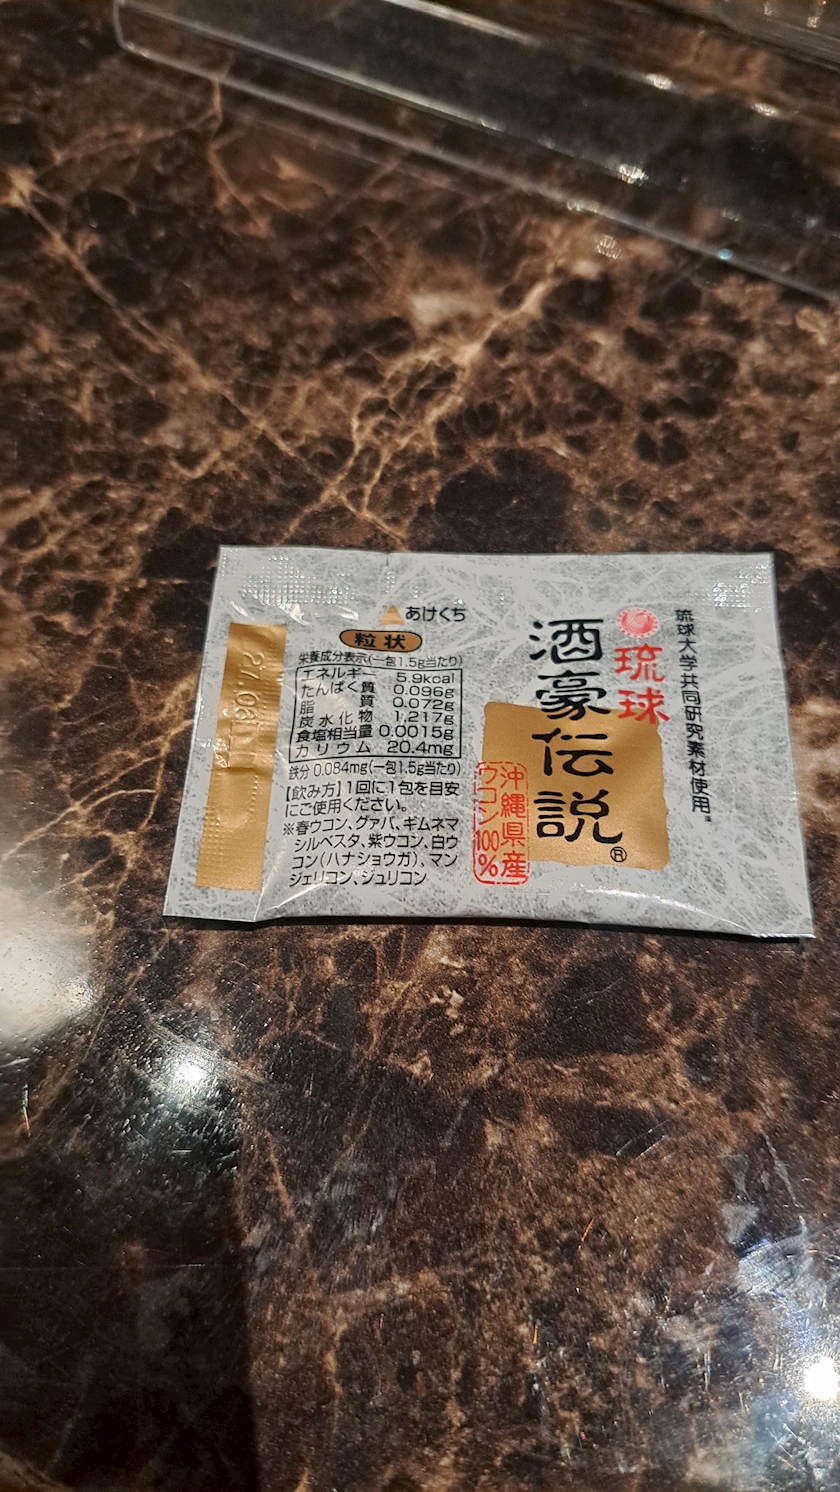 琉球大学共同研究素材使用※
琉球
酒豪伝説®
沖縄県産
ウコン100%
あけくち
粒状
栄養成分表示(一包1.5g当たり)
エネルギー 5.9kcal
たんぱく質 0.096g
脂質 0.072g
炭水化物 1.217g
食塩相当量 0.0015g
カリウム 20.4mg
鉄分 0.084mg(一包1.5g当たり)
【飲み方】1回に1包を目安
にご使用ください。
※春ウコン、グァバ、ギムネマ
シルベスタ、紫ウコン、白ウ
コン(ハナショウガ)、マン
ジェリコン、ジュリコン